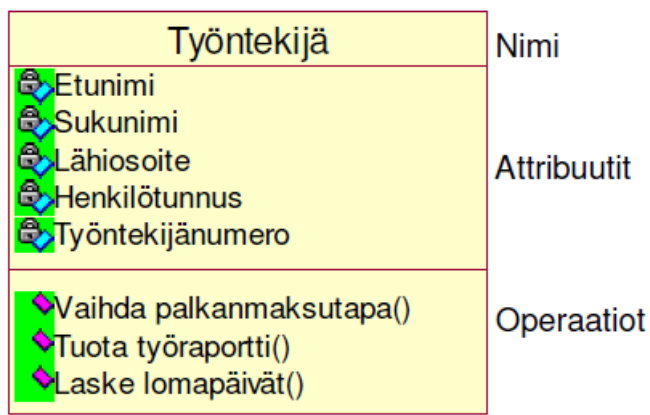 Työntekijä
Nimi
Etunimi
Sukunimi
Lähiosoite
Henkilötunnus
Työntekijänumero
Attribuutit
Vaihda palkanmaksutapa()
Tuota työraportti()
Laske lomapäivät()
Operaatiot